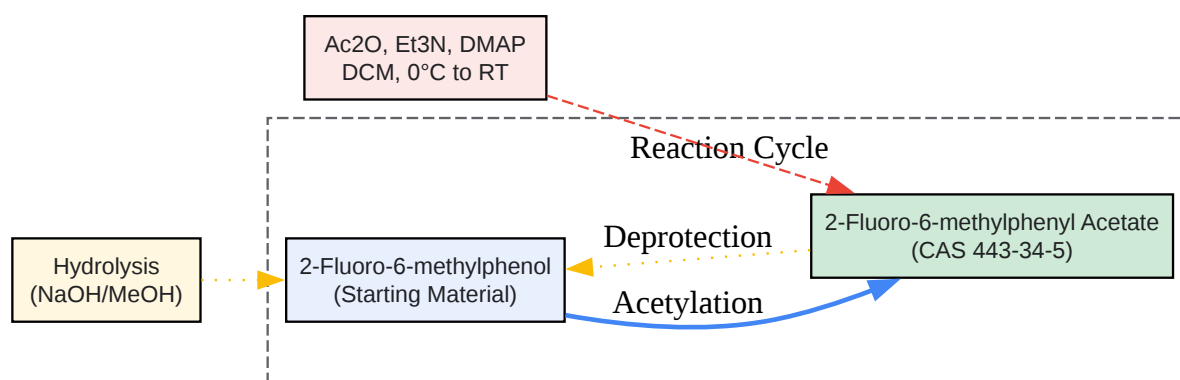 Ac2O, Et3N, DMAP
DCM, 0°C to RT
Reaction Cycle
2-Fluoro-6-methylphenyl Acetate
(CAS 443-34-5)
Deprotection
Hydrolysis
(NaOH/MeOH)
2-Fluoro-6-methylphenol
(Starting Material)
Acetylation